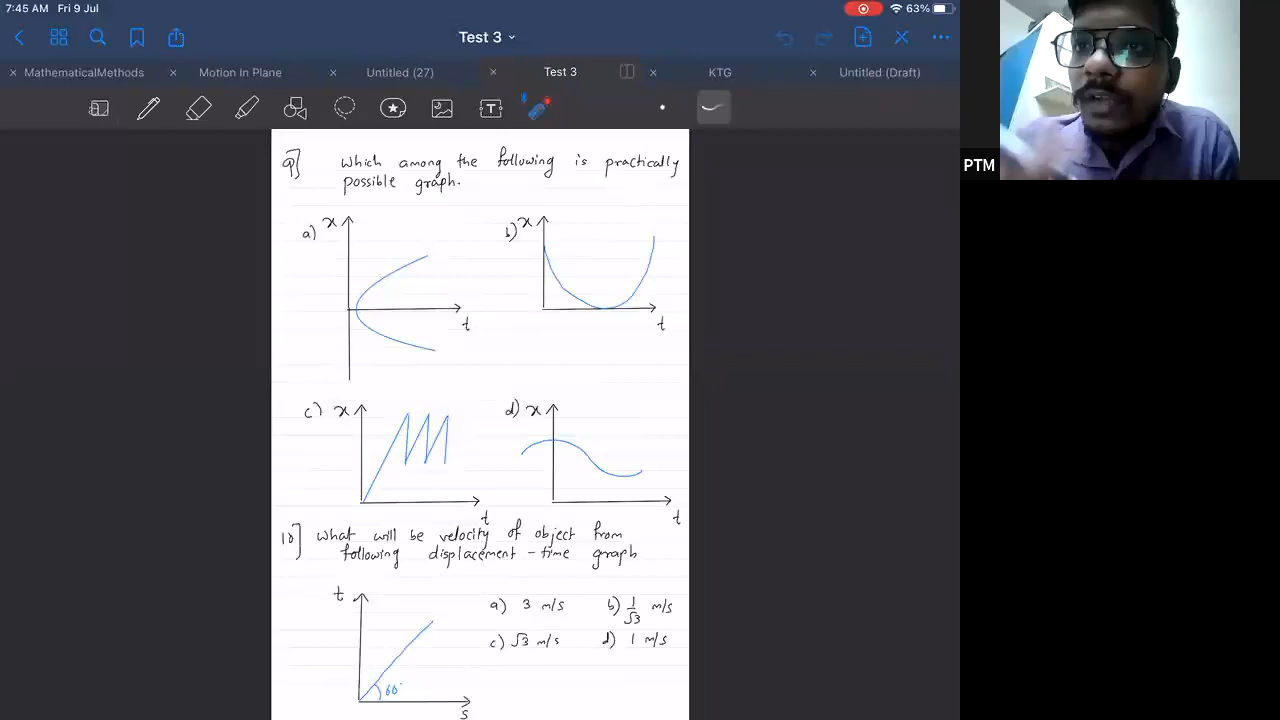 7:45 AM Fri 9 Jul
63%
Test 3
MathematicalMethods
Motion In Plane
Untitled (27)
Test 3
KTG
Untitled (Draft)
PTM
9] Which among the following is practically
possible graph.
a) x
t
b) x
t
c) x
t
d) x
t
10] What will be velocity of object from
following displacement - time graph
t
60°
s
a) 3 m/s b) 1/√3 m/s
c) √3 m/s d) 1 m/s